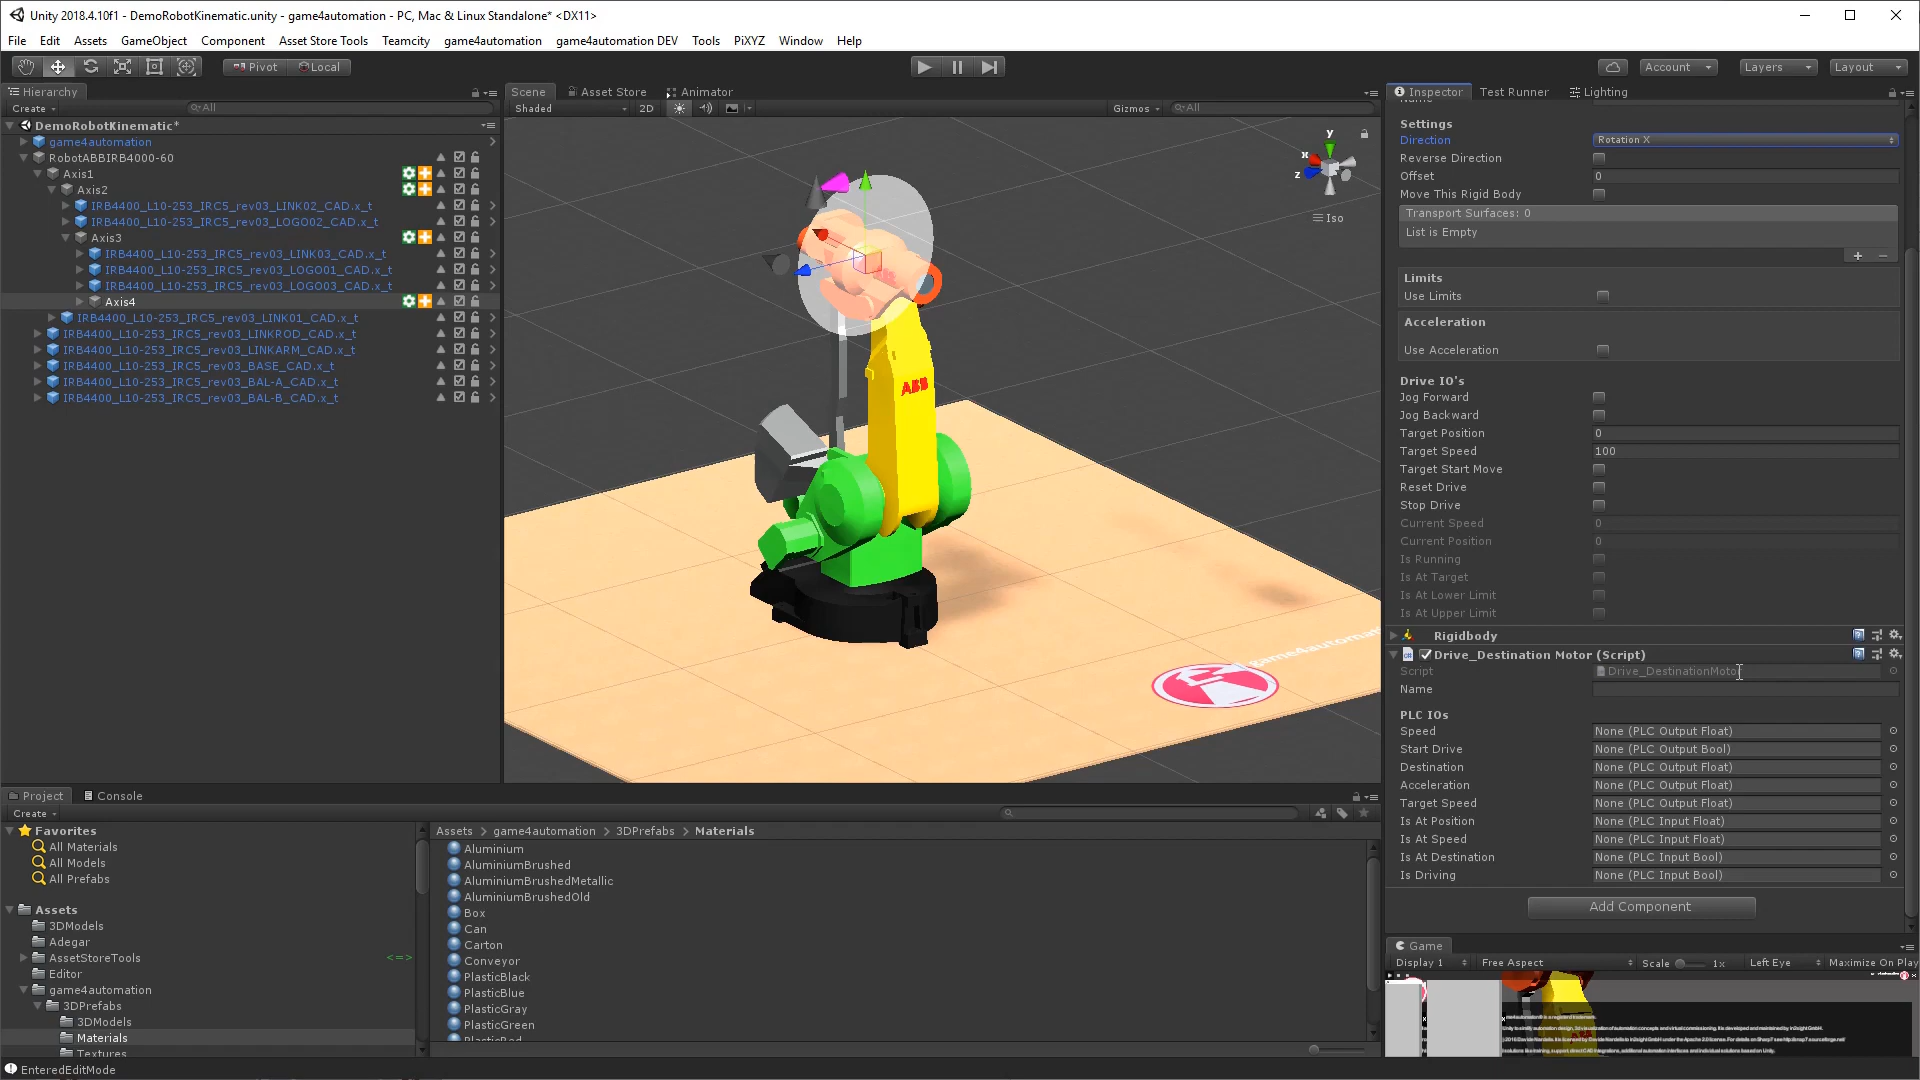 Unity 2018.4.10f1 - DemoRobotKinematic.unity - game4automation - PC, Mac & Linux Standalone* <DX11>
File Edit Assets GameObject Component Asset Store Tools Teamcity game4automation game4automation DEV Tools PiXYZ Window Help
Pivot Local Account Layers Layout
Hierarchy
Create All
DemoRobotKinematic*
game4automation
RobotABBIRB4000-60
Axis1
Axis2
IRB4400_L10-253_IRC5_rev03_LINK02_CAD.x_t
IRB4400_L10-253_IRC5_rev03_LOGO02_CAD.x_t
Axis3
IRB4400_L10-253_IRC5_rev03_LINK03_CAD.x_t
IRB4400_L10-253_IRC5_rev03_LOGO01_CAD.x_t
IRB4400_L10-253_IRC5_rev03_LOGO03_CAD.x_t
Axis4
IRB4400_L10-253_IRC5_rev03_LINK01_CAD.x_t
IRB4400_L10-253_IRC5_rev03_LINKROD_CAD.x_t
IRB4400_L10-253_IRC5_rev03_LINKARM_CAD.x_t
IRB4400_L10-253_IRC5_rev03_BASE_CAD.x_t
IRB4400_L10-253_IRC5_rev03_BAL-A_CAD.x_t
IRB4400_L10-253_IRC5_rev03_BAL-B_CAD.x_t
Scene Asset Store Animator
Shaded 2D Gizmos All
y
x
z
Iso
ABB
game4automati
Inspector Test Runner Lighting
Settings
Direction Rotation X
Reverse Direction
Offset 0
Move This Rigid Body
Transport Surfaces: 0
List is Empty
Limits
Use Limits
Acceleration
Use Acceleration
Drive IO's
Jog Forward
Jog Backward
Target Position 0
Target Speed 100
Target Start Move
Reset Drive
Stop Drive
Current Speed 0
Current Position 0
Is Running
Is At Target
Is At Lower Limit
Is At Upper Limit
Rigidbody
Drive_Destination Motor (Script)
Script Drive_DestinationMotor
Name
PLC IOs
Speed None (PLC Output Float)
Start Drive None (PLC Output Bool)
Destination None (PLC Output Float)
Acceleration None (PLC Output Float)
Target Speed None (PLC Output Float)
Is At Position None (PLC Input Float)
Is At Speed None (PLC Input Float)
Is At Destination None (PLC Input Bool)
Is Driving None (PLC Input Bool)
Add Component
Game
Display 1 Free Aspect Scale 1x Left Eye Maximize On Play
Project Console
Create
Favorites
All Materials
All Models
All Prefabs
Assets
3DModels
Adegar
AssetStoreTools <=>
Editor
game4automation
3DPrefabs
3DModels
Materials
Textures
Assets > game4automation > 3DPrefabs > Materials
Aluminium
AluminiumBrushed
AluminiumBrushedMetallic
AluminiumBrushedOld
Box
Can
Carton
Conveyor
PlasticBlack
PlasticBlue
PlasticGray
PlasticGreen
PlasticRed
EnteredEditMode